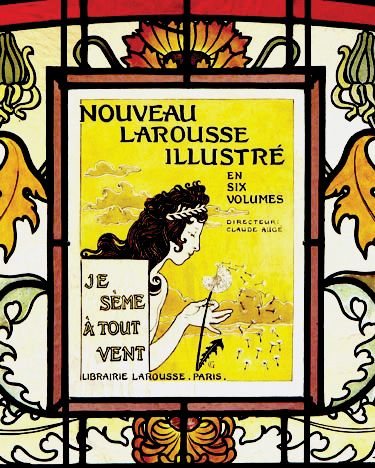 NOUVEAU
LAROUSSE
ILLUSTRÉ
EN
SIX
VOLUMES
DIRECTEUR:
CLAUDE AUGÉ
JE
SÈME
À TOUT
VENT
LIBRAIRIE LAROUSSE. PARIS.